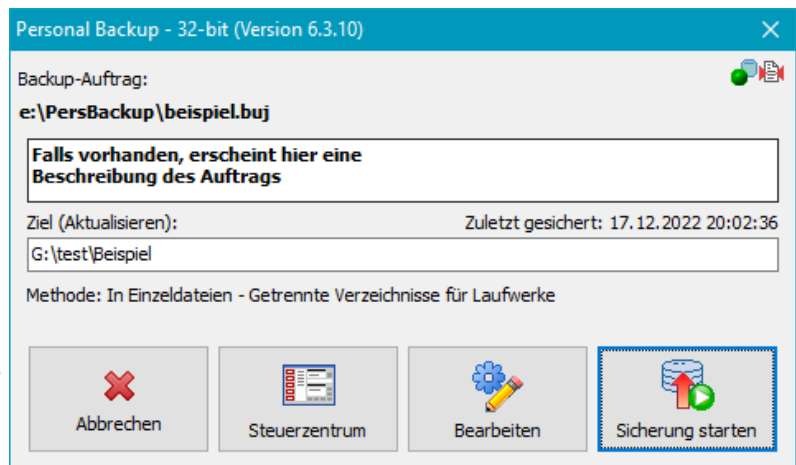 Personal Backup - 32-bit (Version 6.3.10)
Backup-Auftrag:
e:\PersBackup\beispiel.buj
Falls vorhanden, erscheint hier eine
Beschreibung des Auftrags
Ziel (Aktualisieren): Zuletzt gesichert: 17.12.2022 20:02:36
G:\test\Beispiel
Methode: In Einzeldateien - Getrennte Verzeichnisse für Laufwerke
Abbrechen Steuerzentrum Bearbeiten Sicherung starten